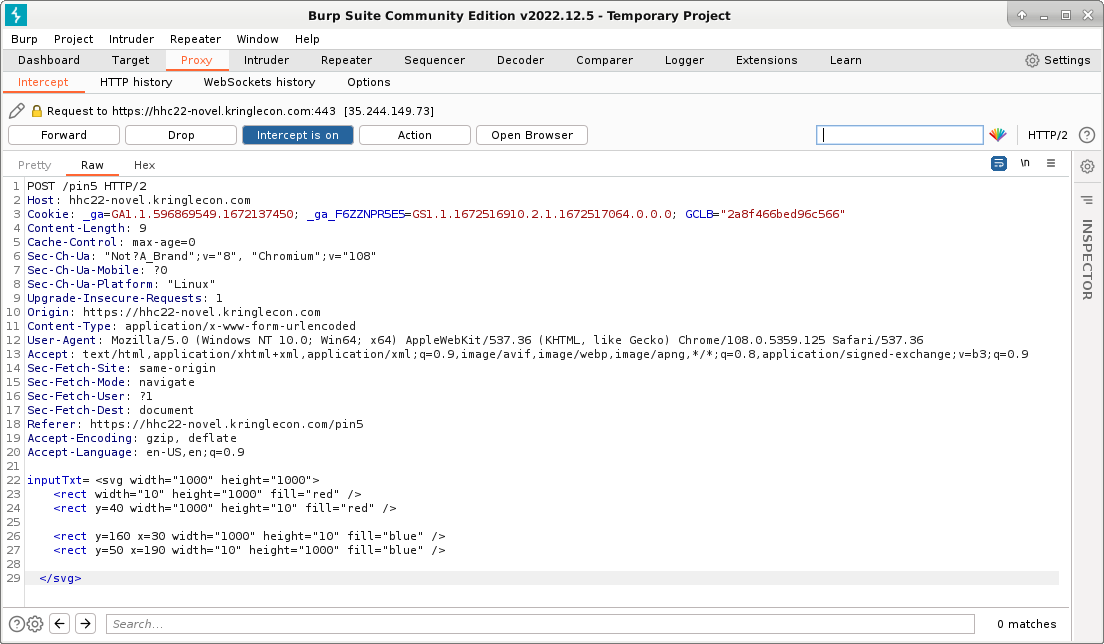 Burp Suite Community Edition v2022.12.5 - Temporary Project
Burp Project Intruder Repeater Window Help
Dashboard Target Proxy Intruder Repeater Sequencer Decoder Comparer Logger Extensions Learn Settings
Intercept HTTP history WebSockets history Options
Request to https://hhc22-novel.kringlecon.com:443 [35.244.149.73]
Forward Drop Intercept is on Action Open Browser HTTP/2 ?
Pretty Raw Hex \n
INSPECTOR
1 POST /pin5 HTTP/2
2 Host: hhc22-novel.kringlecon.com
3 Cookie: _ga=GA1.1.596869549.1672137450; _ga_F6ZZNPR5E5=GS1.1.1672516910.2.1.1672517064.0.0.0; GCLB="2a8f466bed96c566"
4 Content-Length: 9
5 Cache-Control: max-age=0
6 Sec-Ch-Ua: "Not?A_Brand";v="8", "Chromium";v="108"
7 Sec-Ch-Ua-Mobile: ?0
8 Sec-Ch-Ua-Platform: "Linux"
9 Upgrade-Insecure-Requests: 1
10 Origin: https://hhc22-novel.kringlecon.com
11 Content-Type: application/x-www-form-urlencoded
12 User-Agent: Mozilla/5.0 (Windows NT 10.0; Win64; x64) AppleWebKit/537.36 (KHTML, like Gecko) Chrome/108.0.5359.125 Safari/537.36
13 Accept: text/html,application/xhtml+xml,application/xml;q=0.9,image/avif,image/webp,image/apng,*/*;q=0.8,application/signed-exchange;v=b3;q=0.9
14 Sec-Fetch-Site: same-origin
15 Sec-Fetch-Mode: navigate
16 Sec-Fetch-User: ?1
17 Sec-Fetch-Dest: document
18 Referer: https://hhc22-novel.kringlecon.com/pin5
19 Accept-Encoding: gzip, deflate
20 Accept-Language: en-US,en;q=0.9
21
22 inputTxt= <svg width="1000" height="1000">
23 <rect width="10" height="1000" fill="red" />
24 <rect y=40 width="1000" height="10" fill="red" />
25
26 <rect y=160 x=30 width="1000" height="10" fill="blue" />
27 <rect y=50 x=190 width="10" height="1000" fill="blue" />
28
29 </svg>
? Search... 0 matches